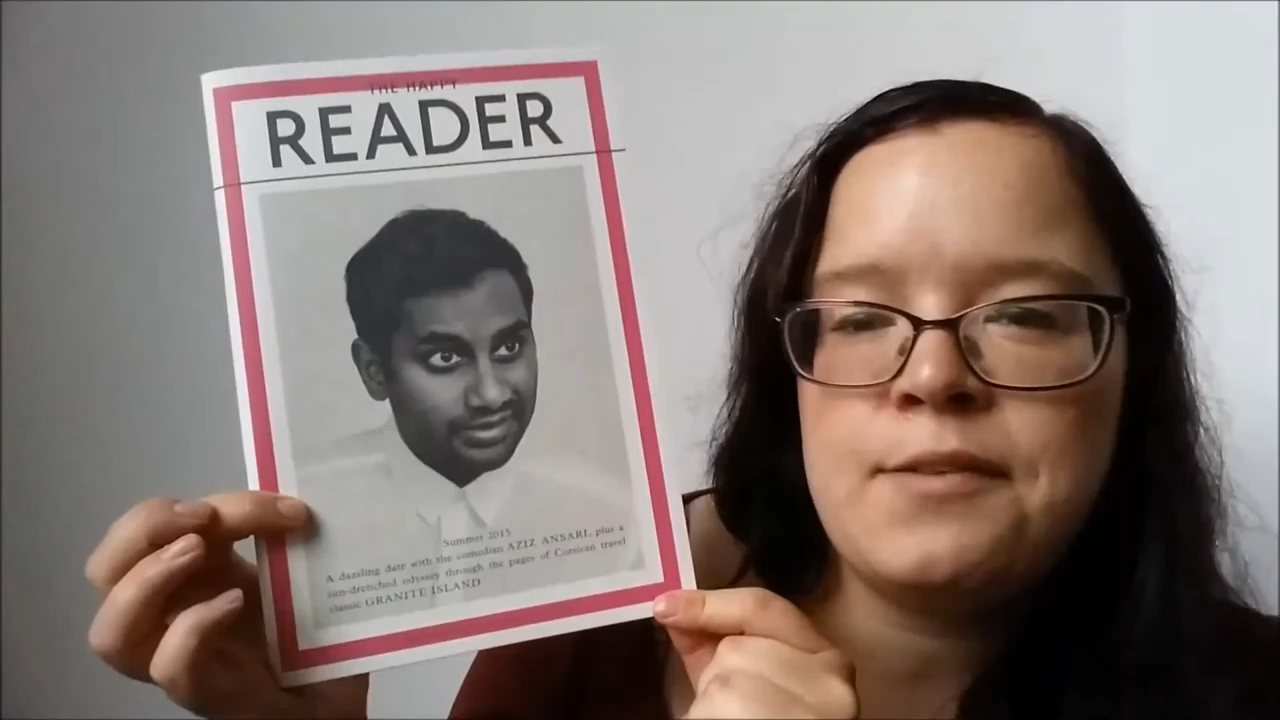 THE HAPPY
READER
Summer 2015
A dazzling date with the comedian AZIZ ANSARI, plus a
sun-drenched odyssey through the pages of Corsican travel
classic GRANITE ISLAND